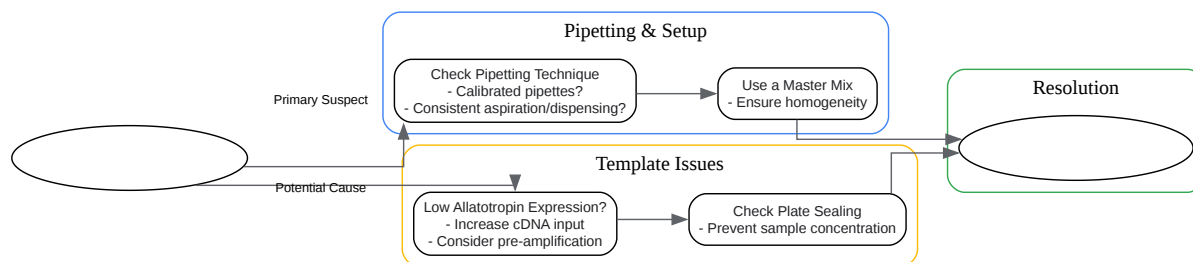 Pipetting & Setup
Check Pipetting Technique
- Calibrated pipettes?
- Consistent aspiration/dispensing?
Use a Master Mix
- Ensure homogeneity
Primary Suspect
Resolution
Template Issues
Potential Cause
Low Allatotropin Expression?
- Increase cDNA input
- Consider pre-amplification
Check Plate Sealing
- Prevent sample concentration